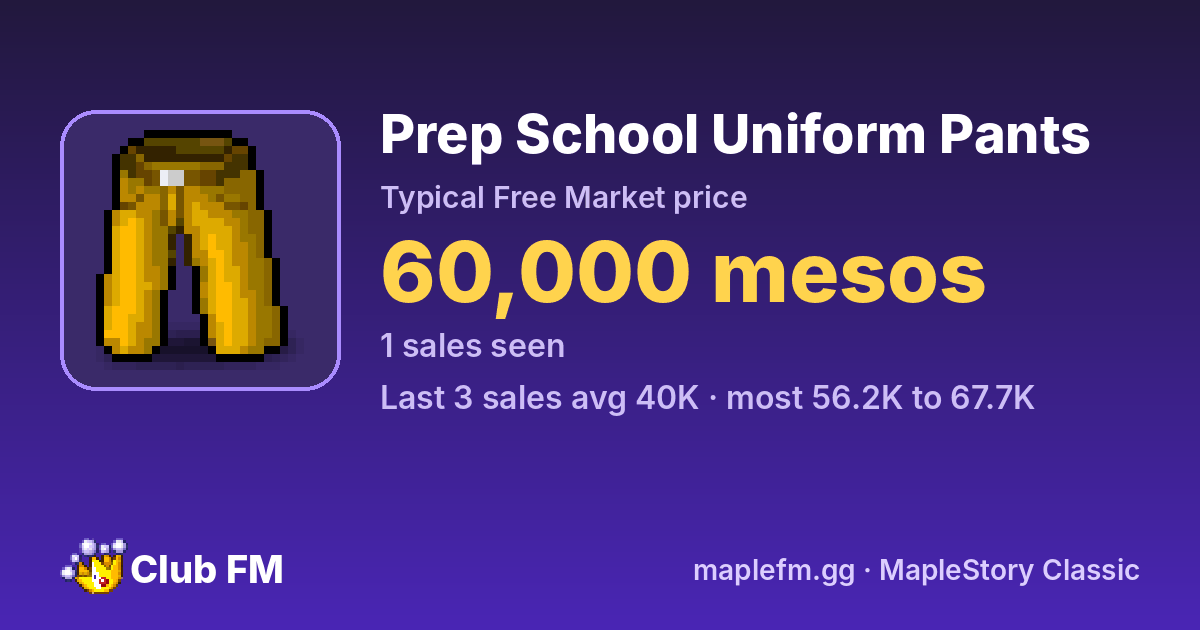 Prep School Uniform Pants
Typical Free Market price
60,000 mesos
1 sales seen
Last 3 sales avg 40K · most 56.2K to 67.7K
Club FM
maplefm.gg · MapleStory Classic